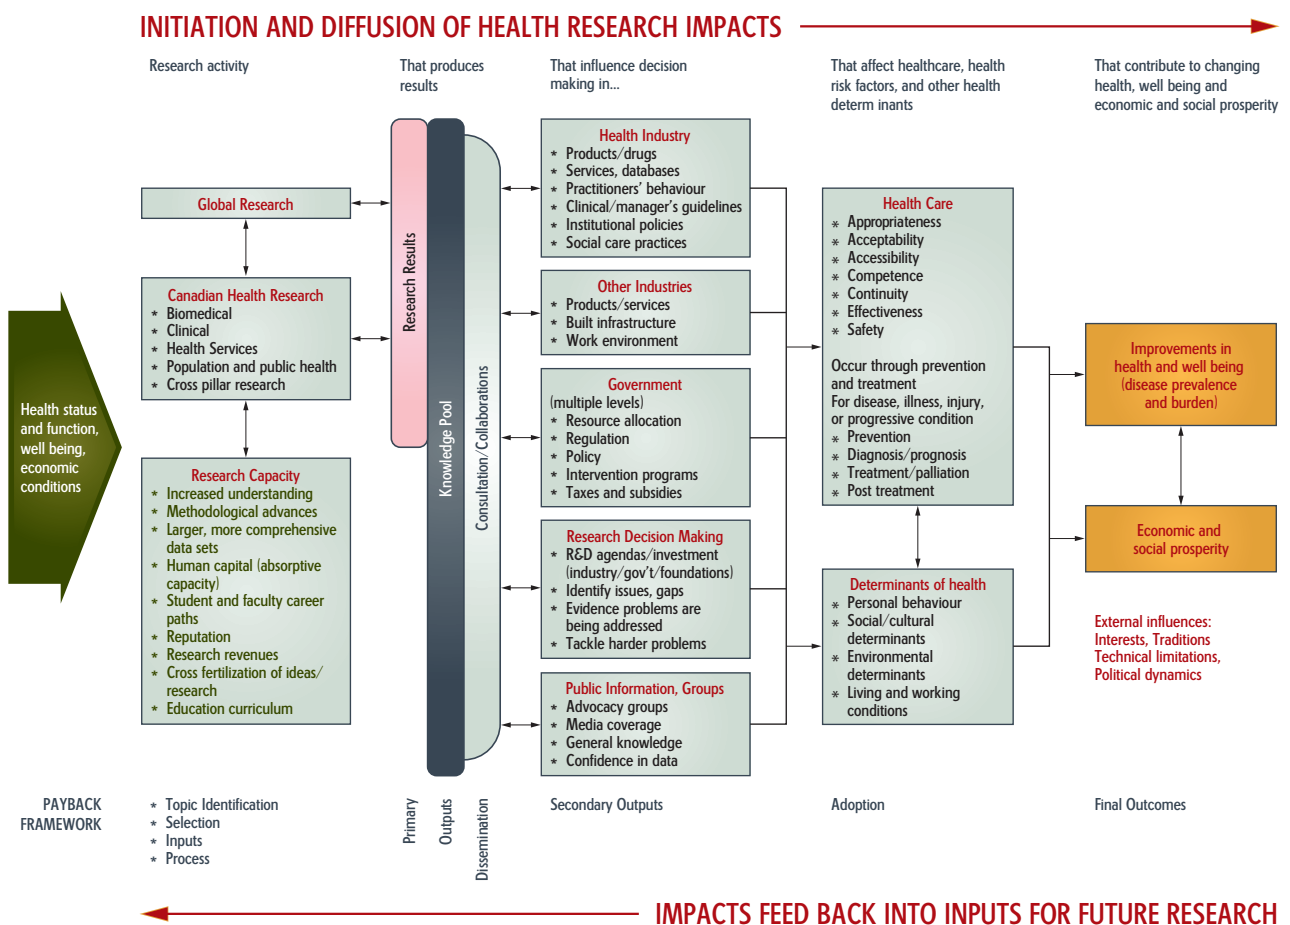 INITIATION AND DIFFUSION OF HEALTH RESEARCH IMPACTS
Research activity
That produces
results
That influence decision
making in...
That affect healthcare, health
risk factors, and other health
determ inants
That contribute to changing
health, well being and
economic and social prosperity
Health status
and function,
well being,
economic
conditions
Global Research
Canadian Health Research
* Biomedical
* Clinical
* Health Services
* Population and public health
* Cross pillar research
Research Capacity
* Increased understanding
* Methodological advances
* Larger, more comprehensive
data sets
* Human capital (absorptive
capacity)
* Student and faculty career
paths
* Reputation
* Research revenues
* Cross fertilization of ideas/
research
* Education curriculum
Research Results
Knowledge Pool
Consultation/Collaborations
Health Industry
* Products/drugs
* Services, databases
* Practitioners' behaviour
* Clinical/manager's guidelines
* Institutional policies
* Social care practices
Other Industries
* Products/services
* Built infrastructure
* Work environment
Government
(multiple levels)
* Resource allocation
* Regulation
* Policy
* Intervention programs
* Taxes and subsidies
Research Decision Making
* R&D agendas/investment
(industry/gov't/foundations)
* Identify issues, gaps
* Evidence problems are
being addressed
* Tackle harder problems
Public Information, Groups
* Advocacy groups
* Media coverage
* General knowledge
* Confidence in data
Health Care
* Appropriateness
* Acceptability
* Accessibility
* Competence
* Continuity
* Effectiveness
* Safety
Occur through prevention
and treatment
For disease, illness, injury,
or progressive condition
* Prevention
* Diagnosis/prognosis
* Treatment/palliation
* Post treatment
Determinants of health
* Personal behaviour
* Social/cultural
determinants
* Environmental
determinants
* Living and working
conditions
Improvements in
health and well being
(disease prevalence
and burden)
Economic and
social prosperity
External influences:
Interests, Traditions
Technical limitations,
Political dynamics
PAYBACK
FRAMEWORK
* Topic Identification
* Selection
* Inputs
* Process
Primary
Outputs
Dissemination
Secondary Outputs
Adoption
Final Outcomes
IMPACTS FEED BACK INTO INPUTS FOR FUTURE RESEARCH